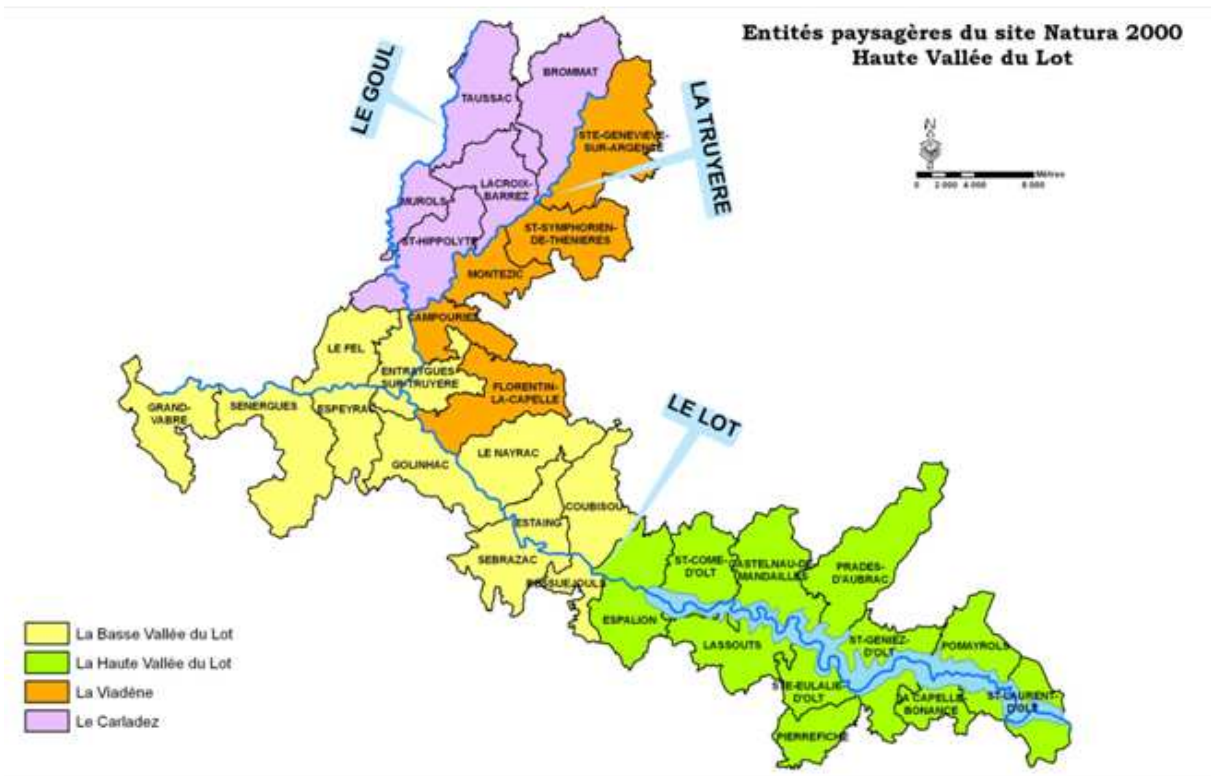 Entités paysagères du site Natura 2000
Haute Vallée du Lot
LE GOUL
LA TRUYERE
BROMMAT
TAUSSAC
STE-GENEVIEVE-
SUR-ARGENCE
N
0 2 000 4 000 8 000 Mètres
LACROIX-
BARREZ
MUROLS
ST-HIPPOLYTE
ST-SYMPHORIEN-
DE-THENIERES
MONTEZIC
CAMPOURIEZ
LE FEL
ENTRAYGUES-
SUR-TRUYERE
FLORENTIN-
LA-CAPELLE
GRAND-
VABRE
SENERGUES
ESPEYRAC
LE LOT
GOLINHAC
LE NAYRAC
COUBISOU
ESTAING
SEBRAZAC
BESSUEJOULS
ST-COME-
D'OLT
CASTELNAU-DE-
MANDAILLES
PRADES-
D'AUBRAC
ESPALION
LASSOUTS
ST-GENIEZ-
D'OLT
POMAYROLS
STE-EULALIE-
D'OLT
LA CAPELLE-
BONANCE
ST-LAURENT-
D'OLT
PIERREFICHE
La Basse Vallée du Lot
La Haute Vallée du Lot
La Viadène
Le Carladez